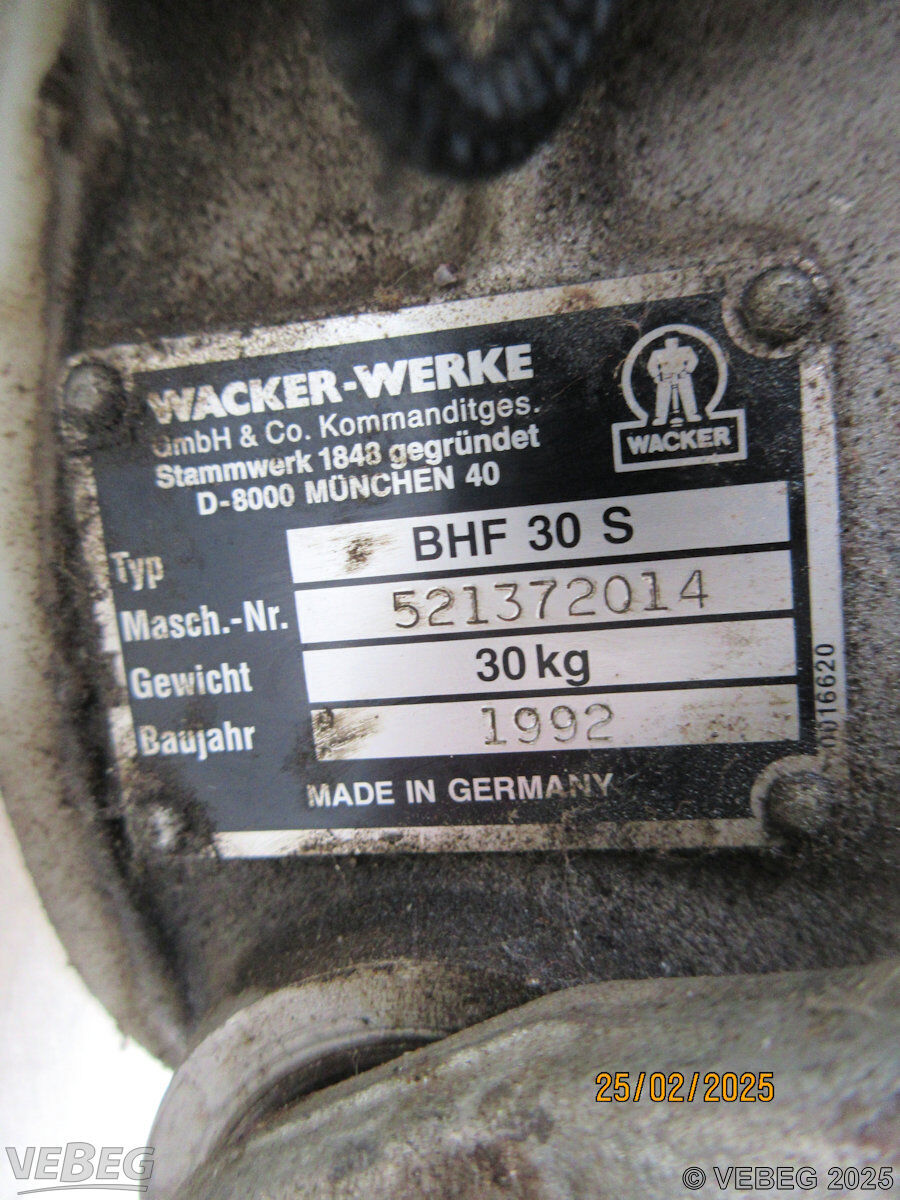 WACKER-WERKE
GmbH & Co. Kommanditges.
Stammwerk 1848 gegründet
D-8000 MÜNCHEN 40
WACKER
Typ BHF 30 S
Masch.-Nr. 521372014
Gewicht 30 kg
Baujahr 1992
MADE IN GERMANY
25/02/2025
VEBEG
© VEBEG 2025